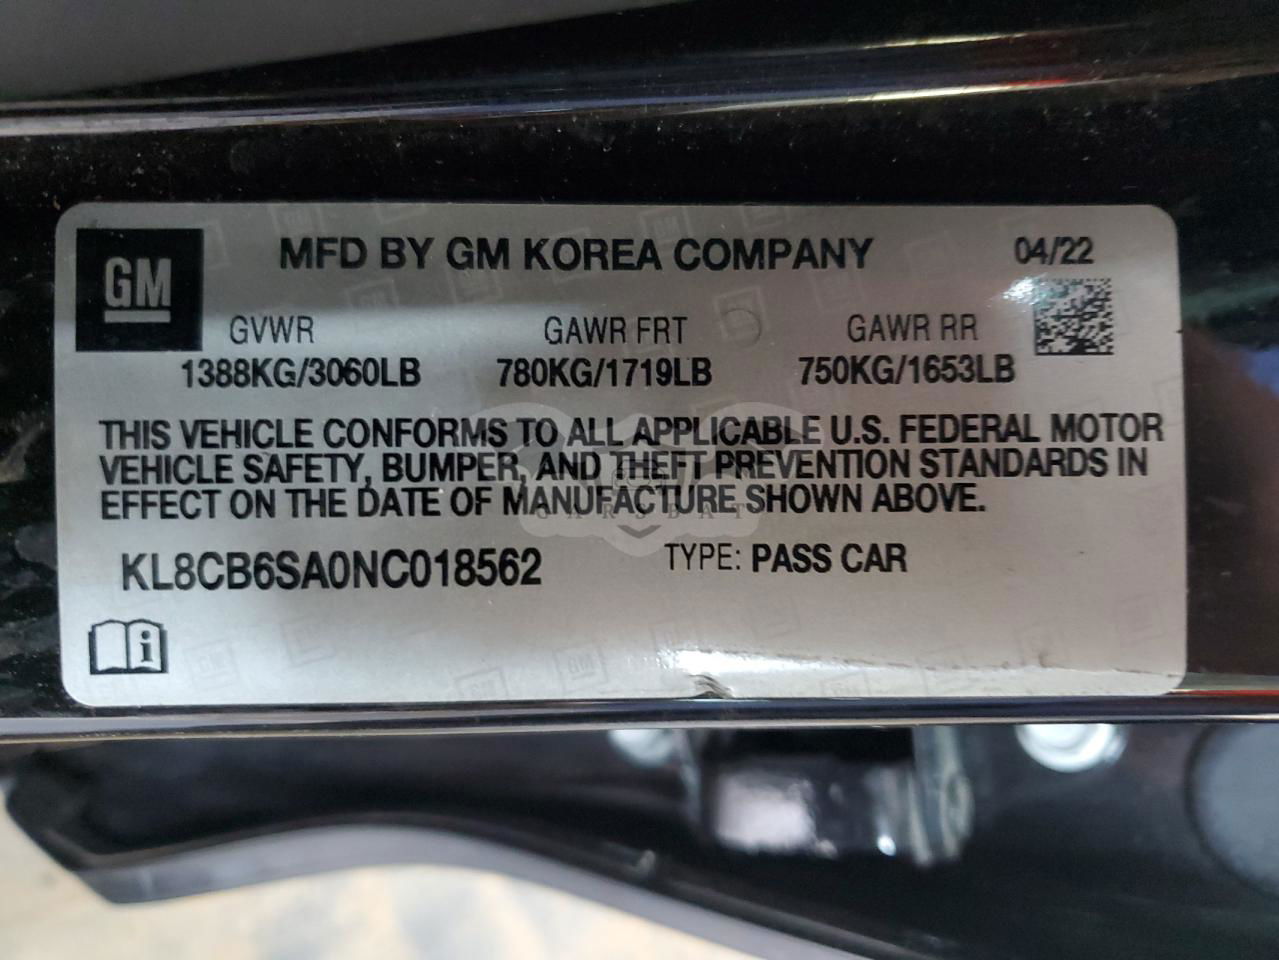 GM
MFD BY GM KOREA COMPANY 04/22
GVWR GAWR FRT GAWR RR
1388KG/3060LB 780KG/1719LB 750KG/1653LB
THIS VEHICLE CONFORMS TO ALL APPLICABLE U.S. FEDERAL MOTOR
VEHICLE SAFETY, BUMPER, AND THEFT PREVENTION STANDARDS IN
EFFECT ON THE DATE OF MANUFACTURE SHOWN ABOVE.
CARSBAT
KL8CB6SA0NC018562 TYPE: PASS CAR